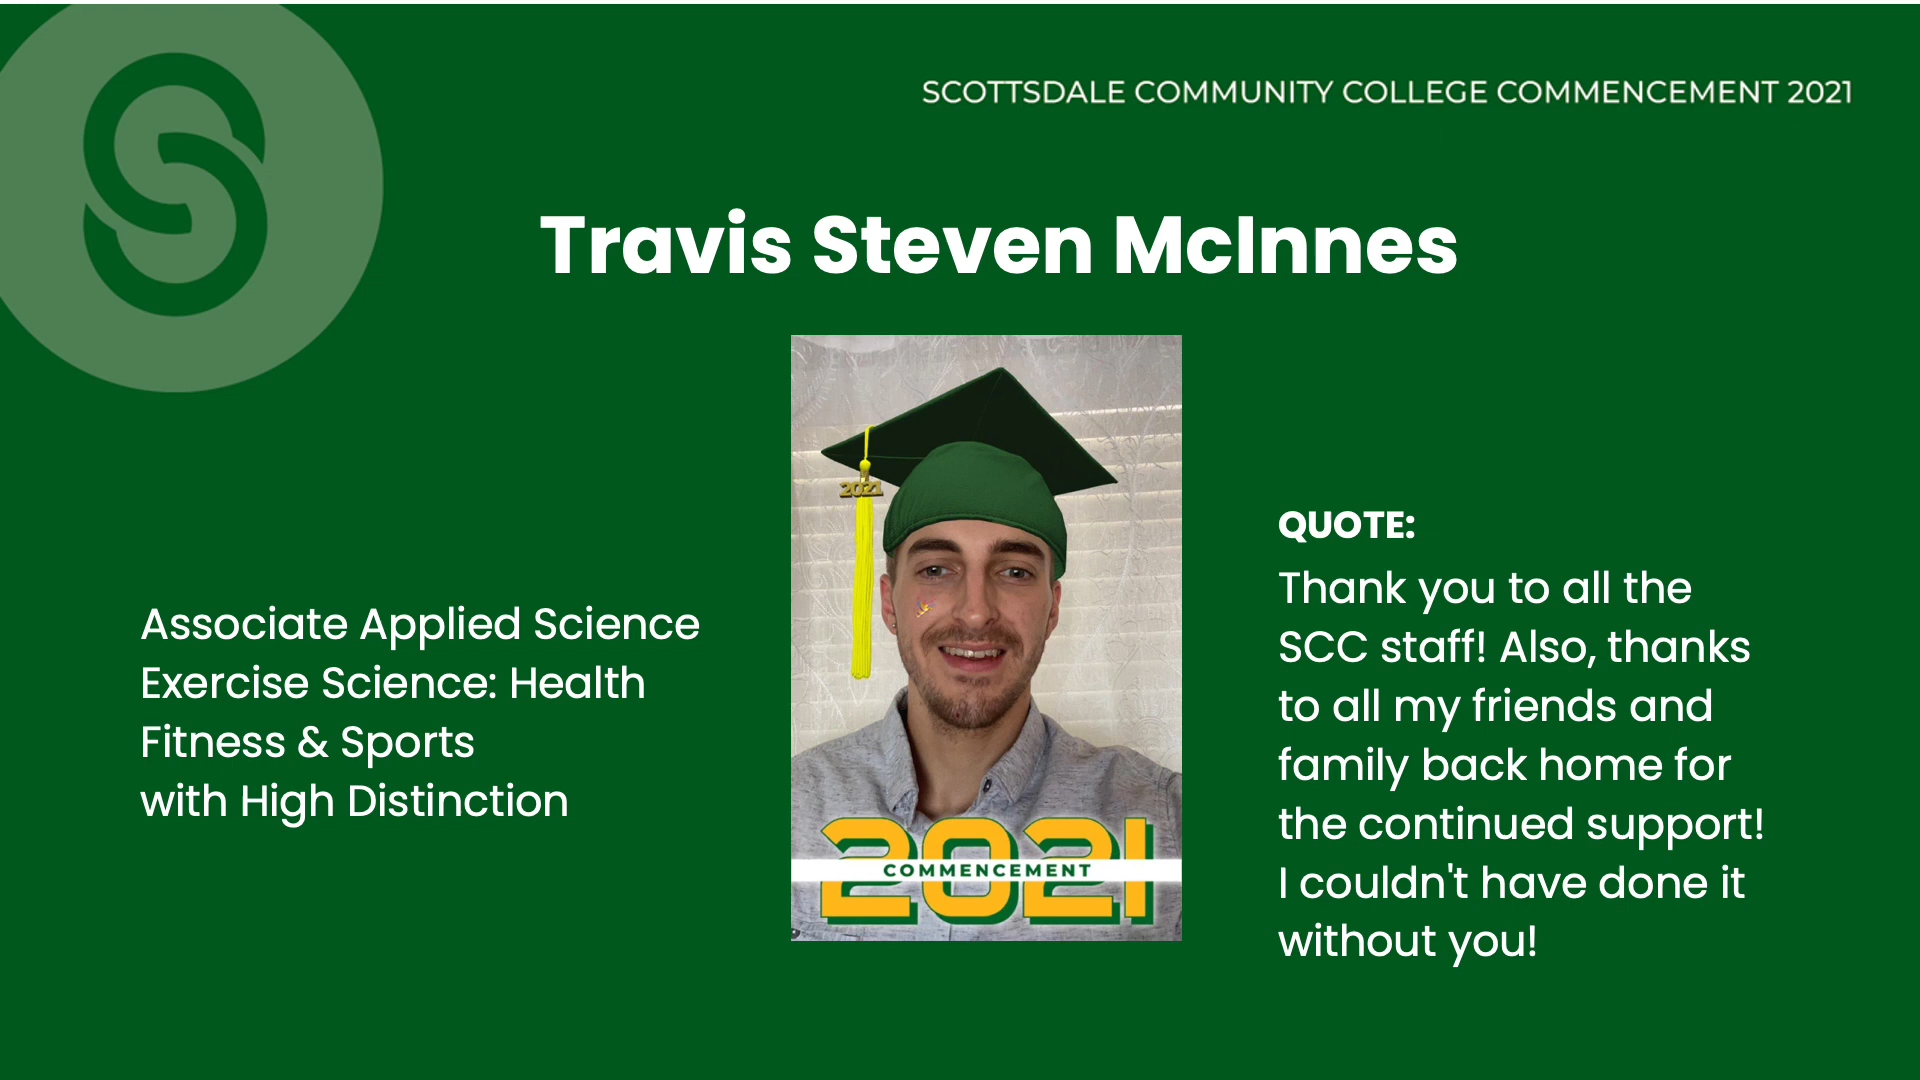 SCOTTSDALE COMMUNITY COLLEGE COMMENCEMENT 2021
Travis Steven McInnes
Associate Applied Science
Exercise Science: Health
Fitness & Sports
with High Distinction
2021
2021
COMMENCEMENT
QUOTE:
Thank you to all the
SCC staff! Also, thanks
to all my friends and
family back home for
the continued support!
I couldn't have done it
without you!